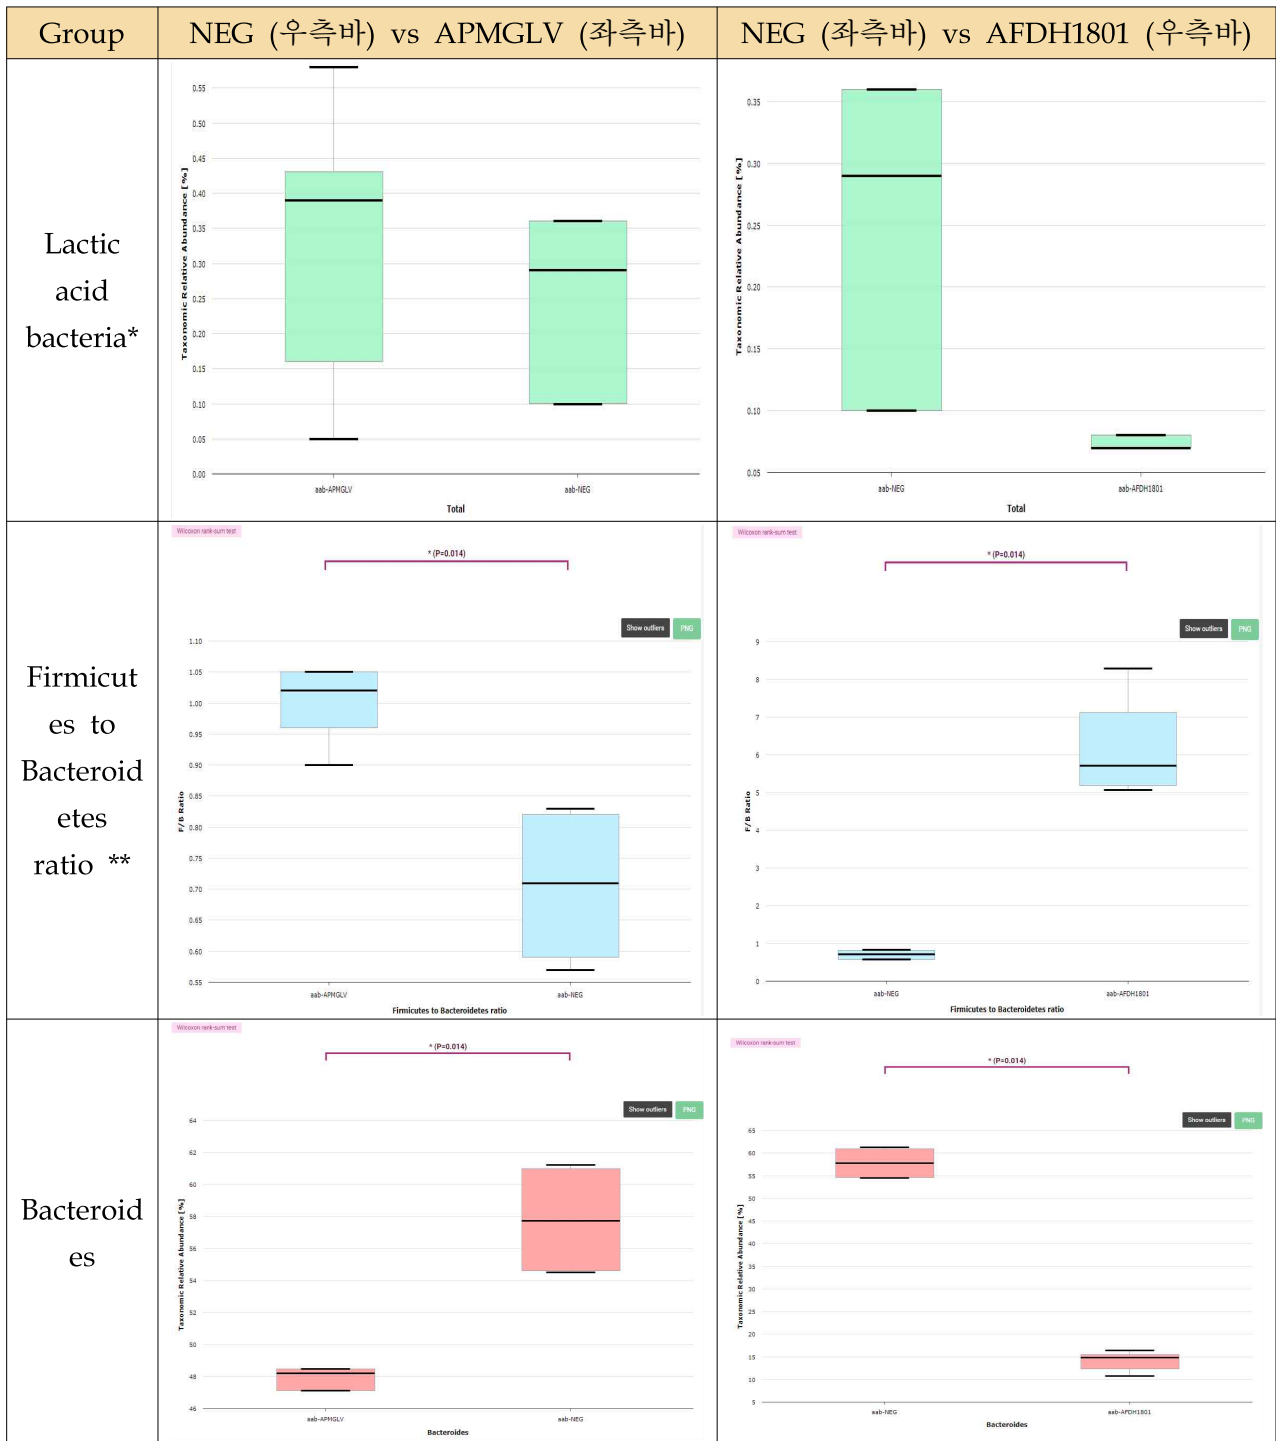 Group
NEG (우측바) vs APMGLV (좌측바)
NEG (좌측바) vs AFDH1801 (우측바)
Lactic
acid
bacteria*
Taxonomic Relative Abundance [%]
0.55
0.50
0.45
0.40
0.35
0.30
0.25
0.20
0.15
0.10
0.05
0.00
aab-APMGLV
aab-NEG
Total
Taxonomic Relative Abundance [%]
0.35
0.30
0.25
0.20
0.15
0.10
0.05
aab-NEG
aab-AFDH1801
Total
Firmicut
es to
Bacteroid
etes
ratio **
Wilcoxon rank-sum test
* (P=0.014)
Show outliers
PNG
F/B Ratio
1.10
1.05
1.00
0.95
0.90
0.85
0.80
0.75
0.70
0.65
0.60
0.55
aab-APMGLV
aab-NEG
Firmicutes to Bacteroidetes ratio
Wilcoxon rank-sum test
* (P=0.014)
Show outliers
PNG
F/B Ratio
9
8
7
6
5
4
3
2
1
0
aab-NEG
aab-AFDH1801
Firmicutes to Bacteroidetes ratio
Bacteroid
es
Wilcoxon rank-sum test
* (P=0.014)
Show outliers
PNG
Taxonomic Relative Abundance [%]
64
62
60
58
56
54
52
50
48
46
aab-APMGLV
aab-NEG
Bacteroides
Wilcoxon rank-sum test
* (P=0.014)
Show outliers
PNG
Taxonomic Relative Abundance [%]
65
60
55
50
45
40
35
30
25
20
15
10
5
aab-NEG
aab-AFDH1801
Bacteroides